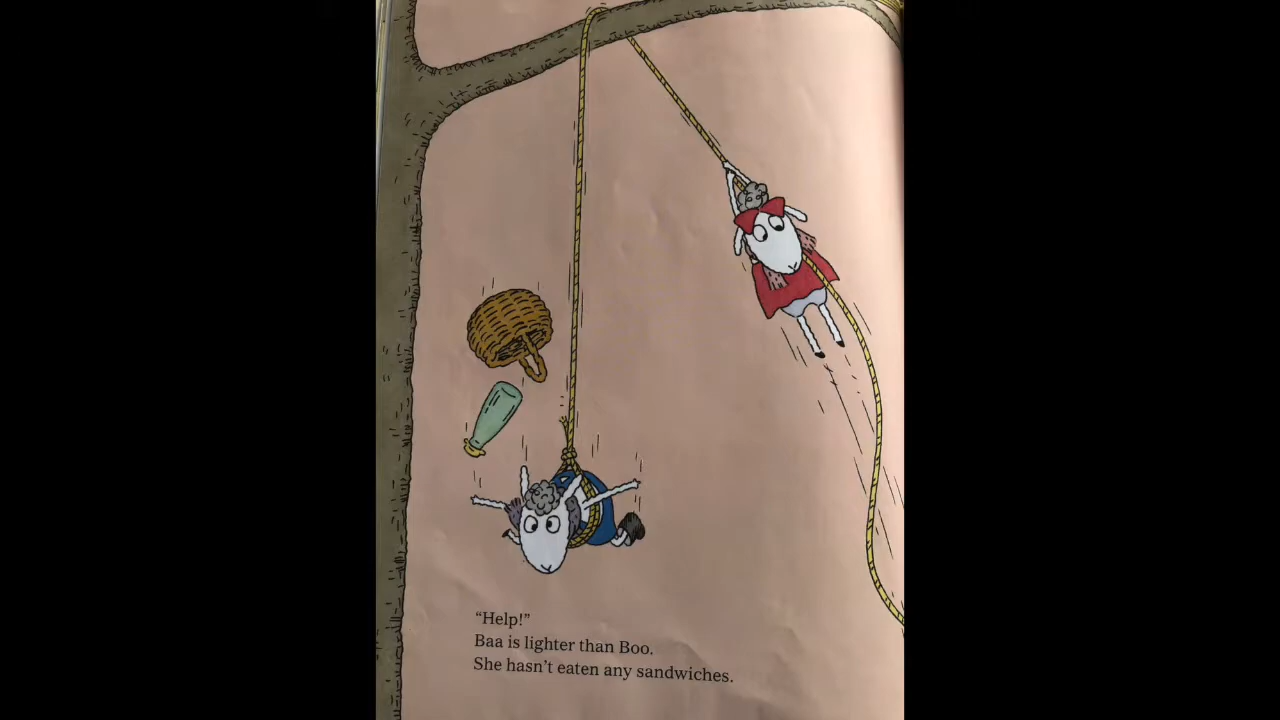 “Help!”
Baa is lighter than Boo.
She hasn’t eaten any sandwiches.